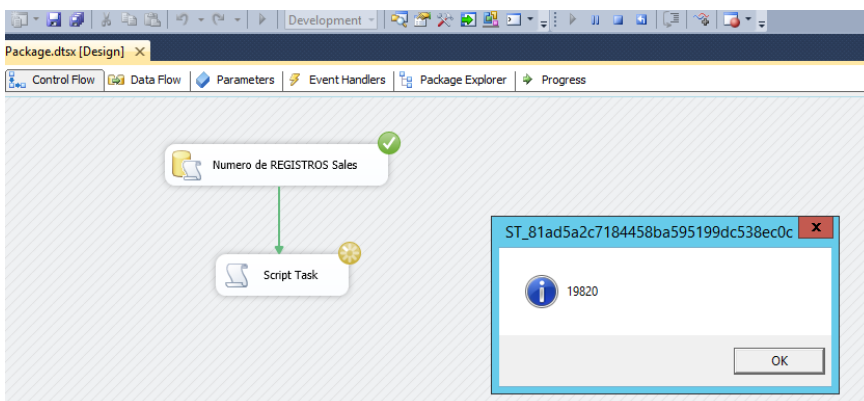 Development
Package.dtsx [Design]
Control Flow Data Flow Parameters Event Handlers Package Explorer Progress
Numero de REGISTROS Sales
Script Task
ST_81ad5a2c7184458ba595199dc538ec0c x
19820
OK